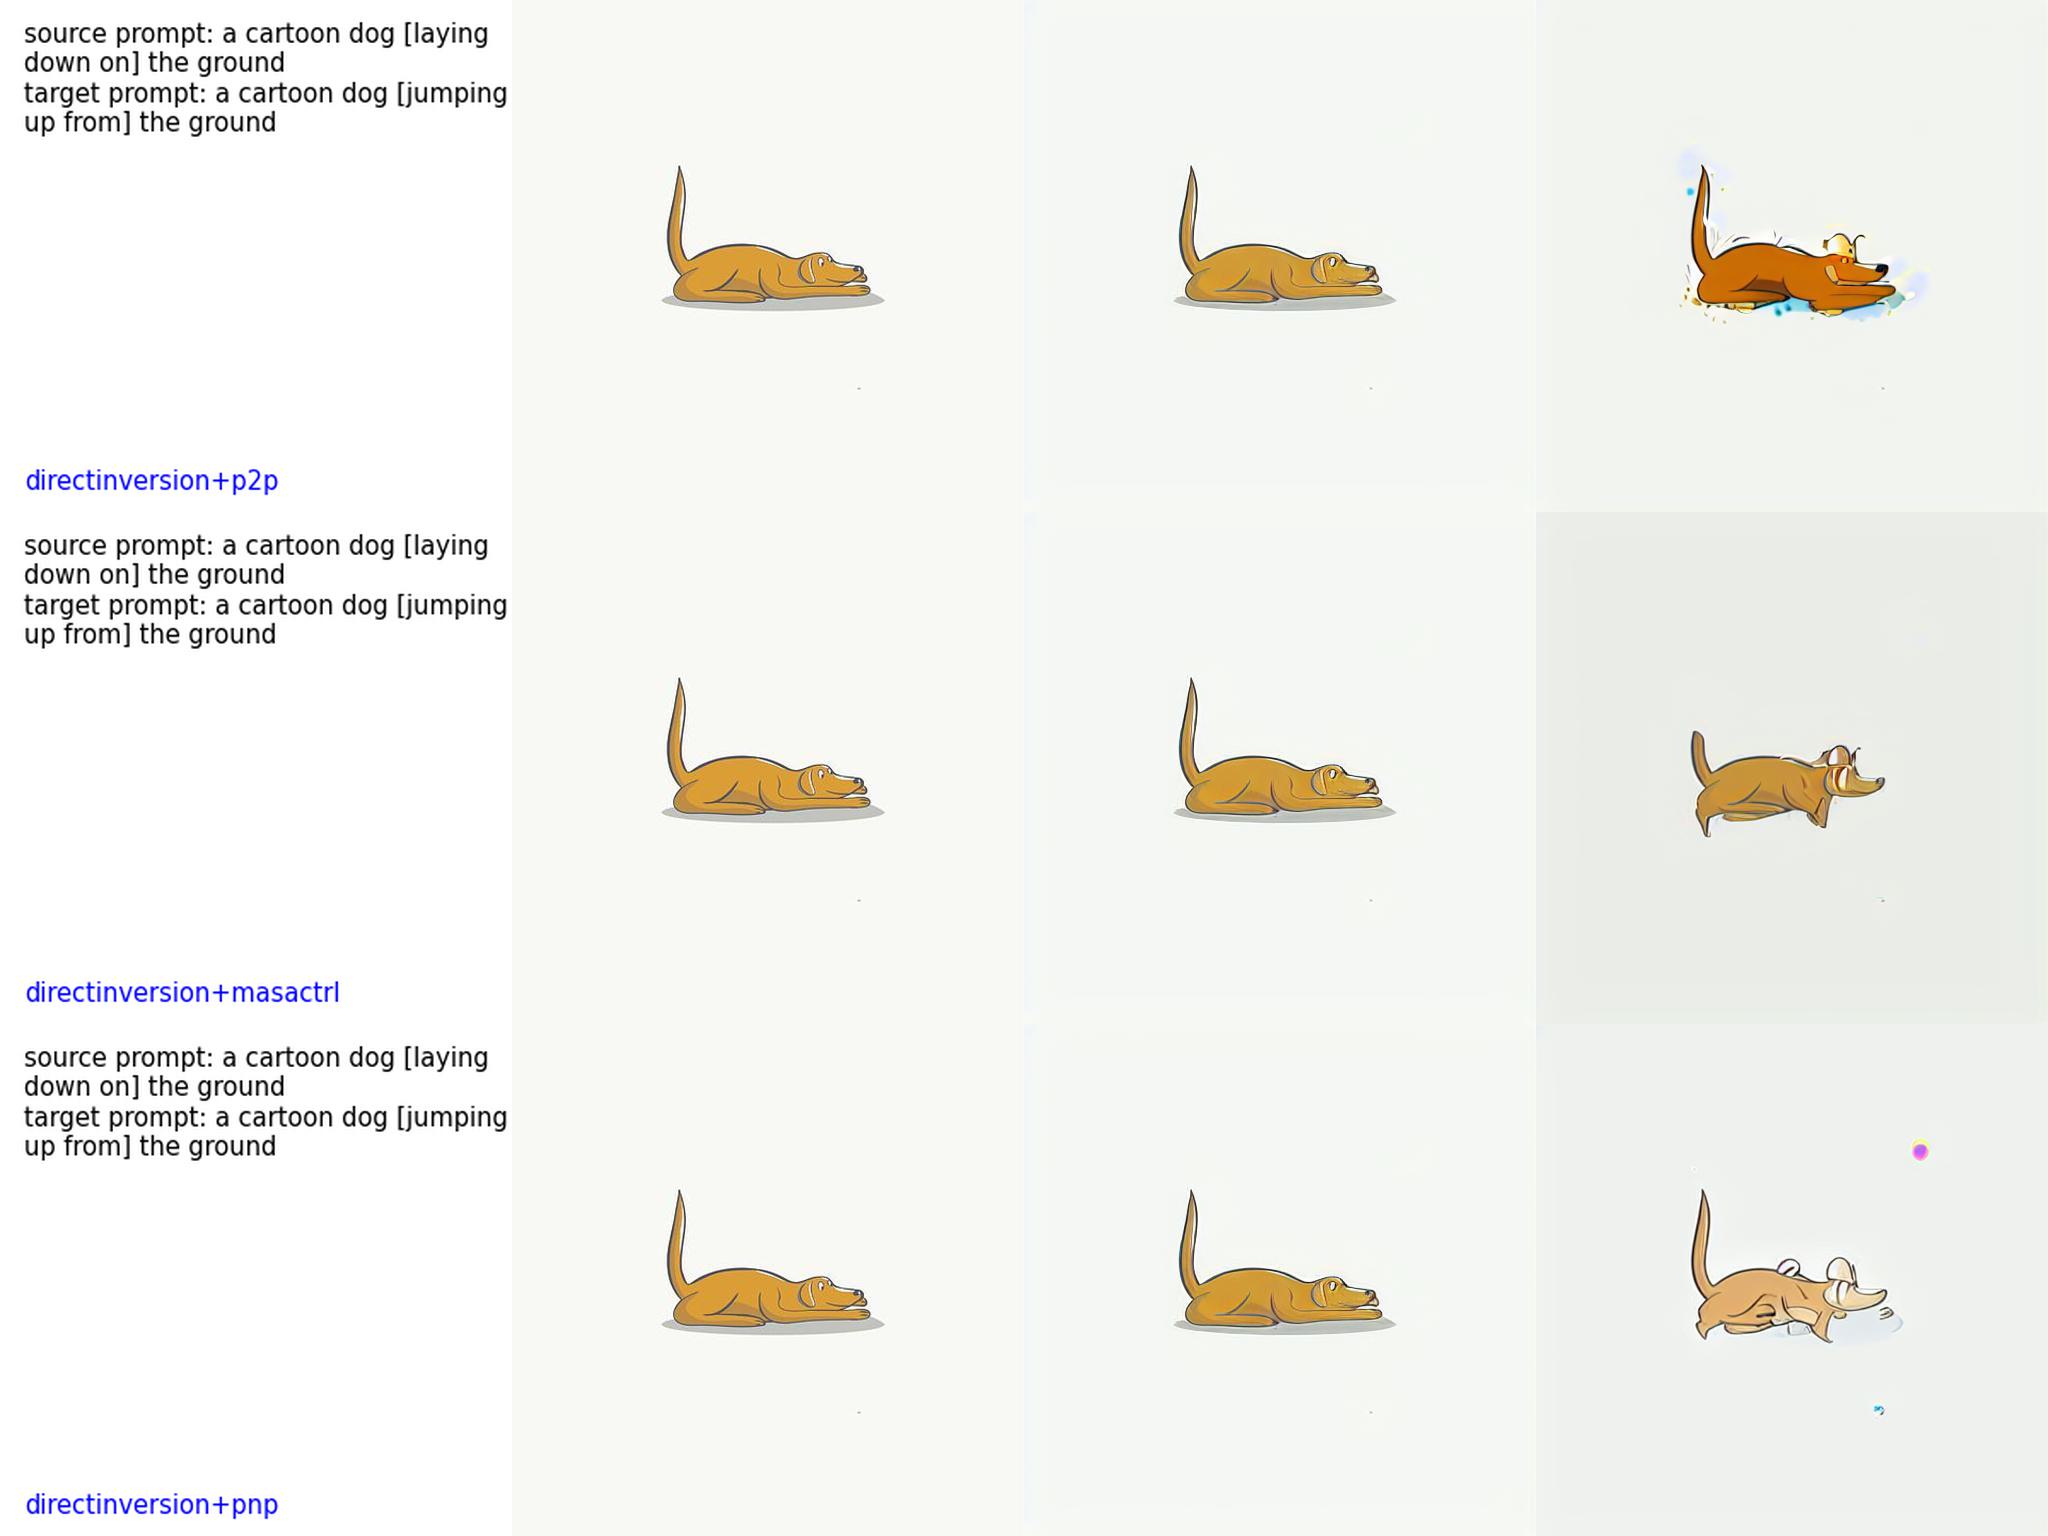 source prompt: a cartoon dog [laying
down on] the ground
target prompt: a cartoon dog [jumping
up from] the ground
directinversion+p2p
source prompt: a cartoon dog [laying
down on] the ground
target prompt: a cartoon dog [jumping
up from] the ground
directinversion+masactrl
source prompt: a cartoon dog [laying
down on] the ground
target prompt: a cartoon dog [jumping
up from] the ground
directinversion+pnp